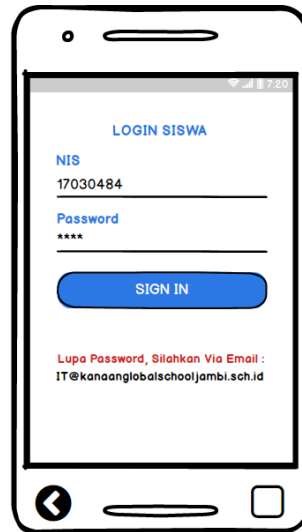 7:20
LOGIN SISWA
NIS
17030484
Password
****
SIGN IN
Lupa Password, Silahkan Via Email :
IT@kanaanglobalschooljambi.sch.id